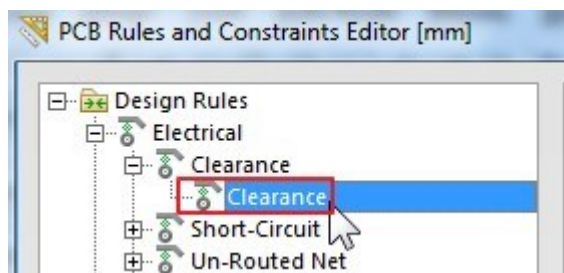 PCB Rules and Constraints Editor [mm]
Design Rules
Electrical
Clearance
Clearance
Short-Circuit
Un-Routed Net